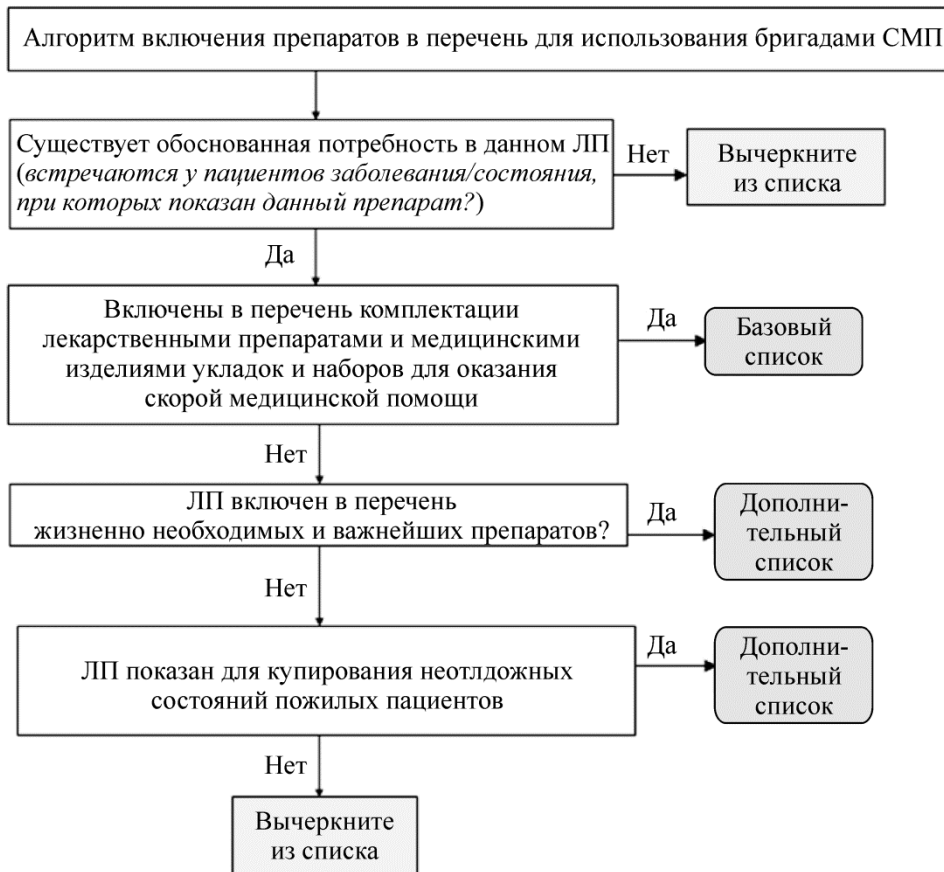 Алгоритм включения препаратов в перечень для использования бригадами СМП
Существует обоснованная потребность в данном ЛП
(встречаются у пациентов заболевания/состояния,
при которых показан данный препарат?)
Нет
Вычеркните
из списка
Да
Включены в перечень комплектации
лекарственными препаратами и медицинскими
изделиями укладок и наборов для оказания
скорой медицинской помощи
Да
Базовый
список
Нет
ЛП включен в перечень
жизненно необходимых и важнейших препаратов?
Да
Дополни-
тельный
список
Нет
ЛП показан для купирования неотлдожных
состояний пожилых пациентов
Да
Дополни-
тельный
список
Нет
Вычеркните
из списка